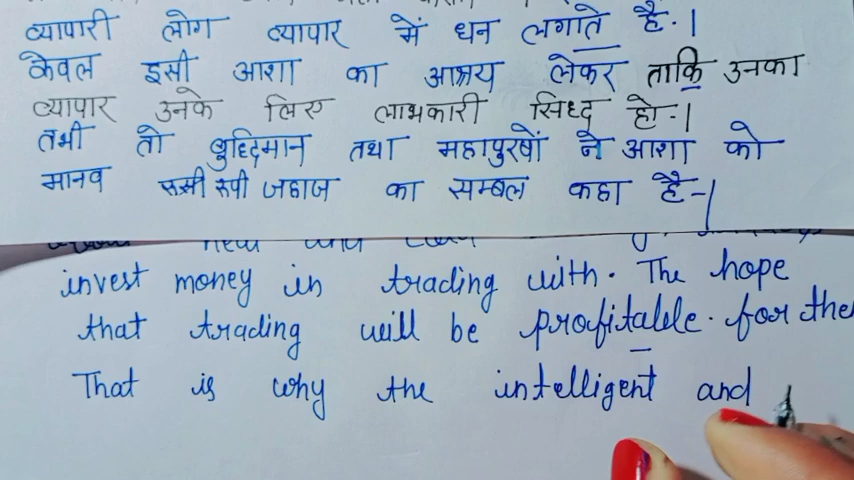 व्यापारी लोग व्यापार में धन लगाते है।
केवल इसी आशा का आश्रय लेकर ताकि उनका
व्यापार उनके लिए लाभकारी सिध्द हो।
तभी तो बुध्दिमान तथा महापुरषों ने आशा को
मानव रूपी जहाज का सम्बल कहा है।
invest money in trading with. The hope
that trading will be profitable. for the
That is why the intelligent and